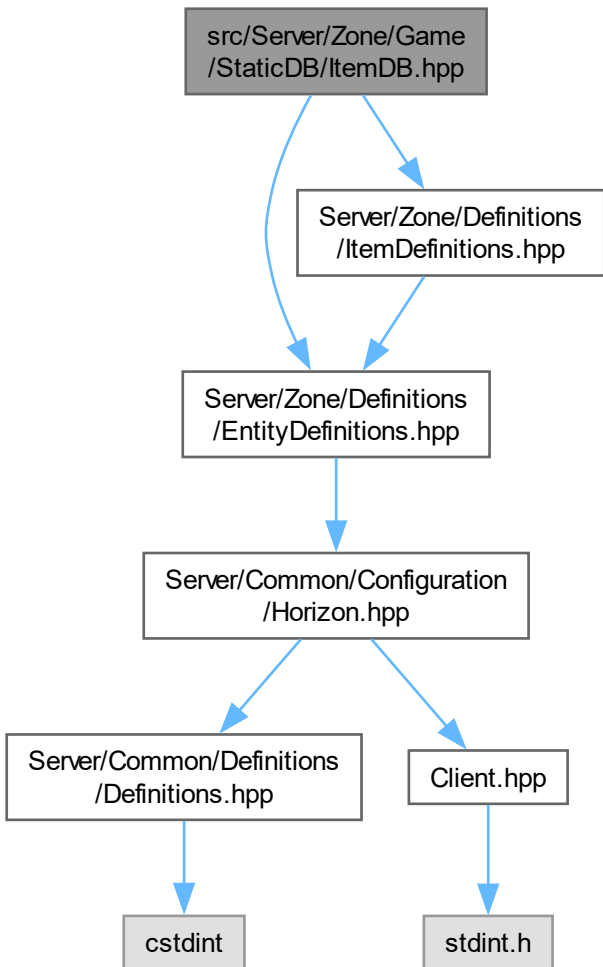 src/Server/Zone/Game
/StaticDB/ItemDB.hpp
Server/Zone/Definitions
/ItemDefinitions.hpp
Server/Zone/Definitions
/EntityDefinitions.hpp
Server/Common/Configuration
/Horizon.hpp
Server/Common/Definitions
/Definitions.hpp
Client.hpp
cstdint
stdint.h